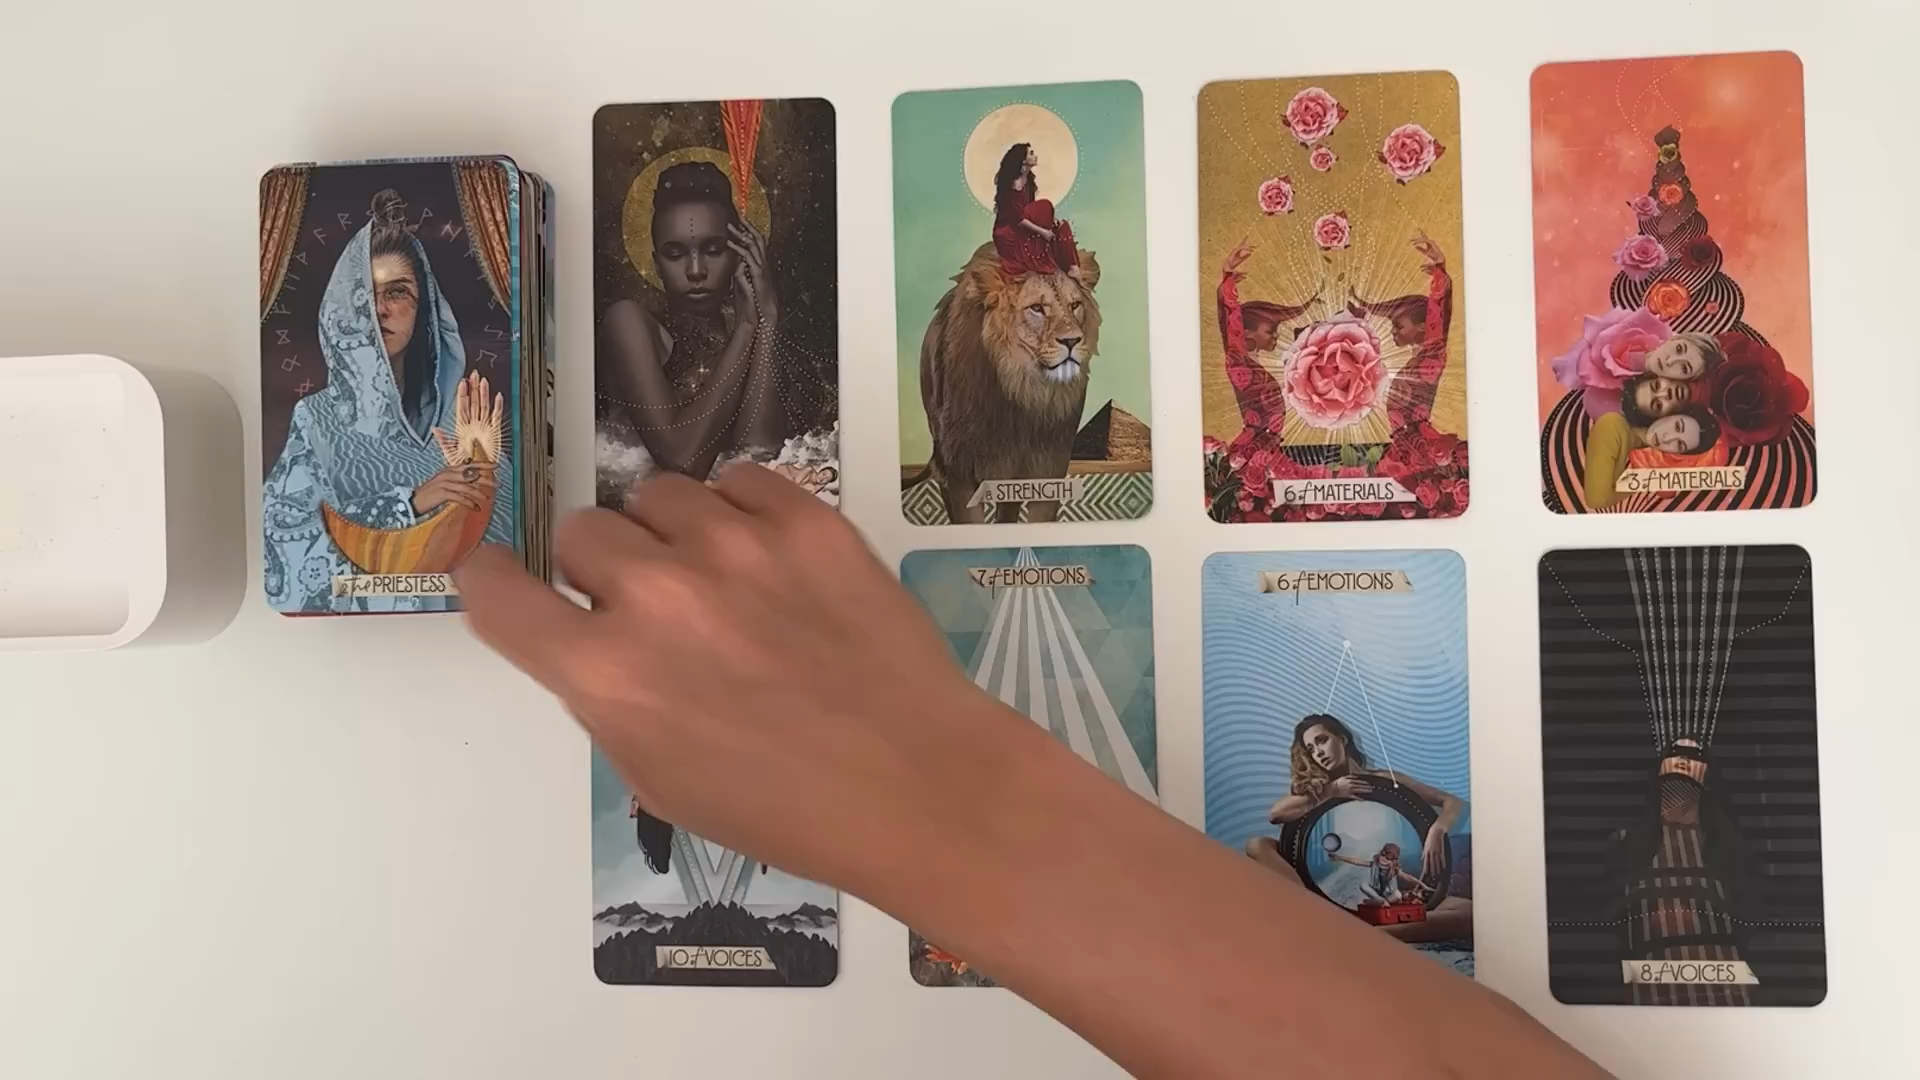 2 the PRIESTESS
8 STRENGTH
6 of MATERIALS
3 of MATERIALS
7 of EMOTIONS
6 of EMOTIONS
10 of VOICES
8 of VOICES